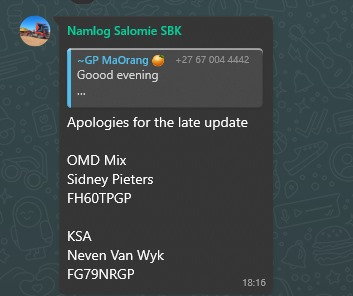 Namlog Salomie SBK
~GP MaOrang 🍊 +27 67 004 4442
Goood evening
...
Apologies for the late update
OMD Mix
Sidney Pieters
FH60TPGP
KSA
Neven Van Wyk
FG79NRGP
18:16